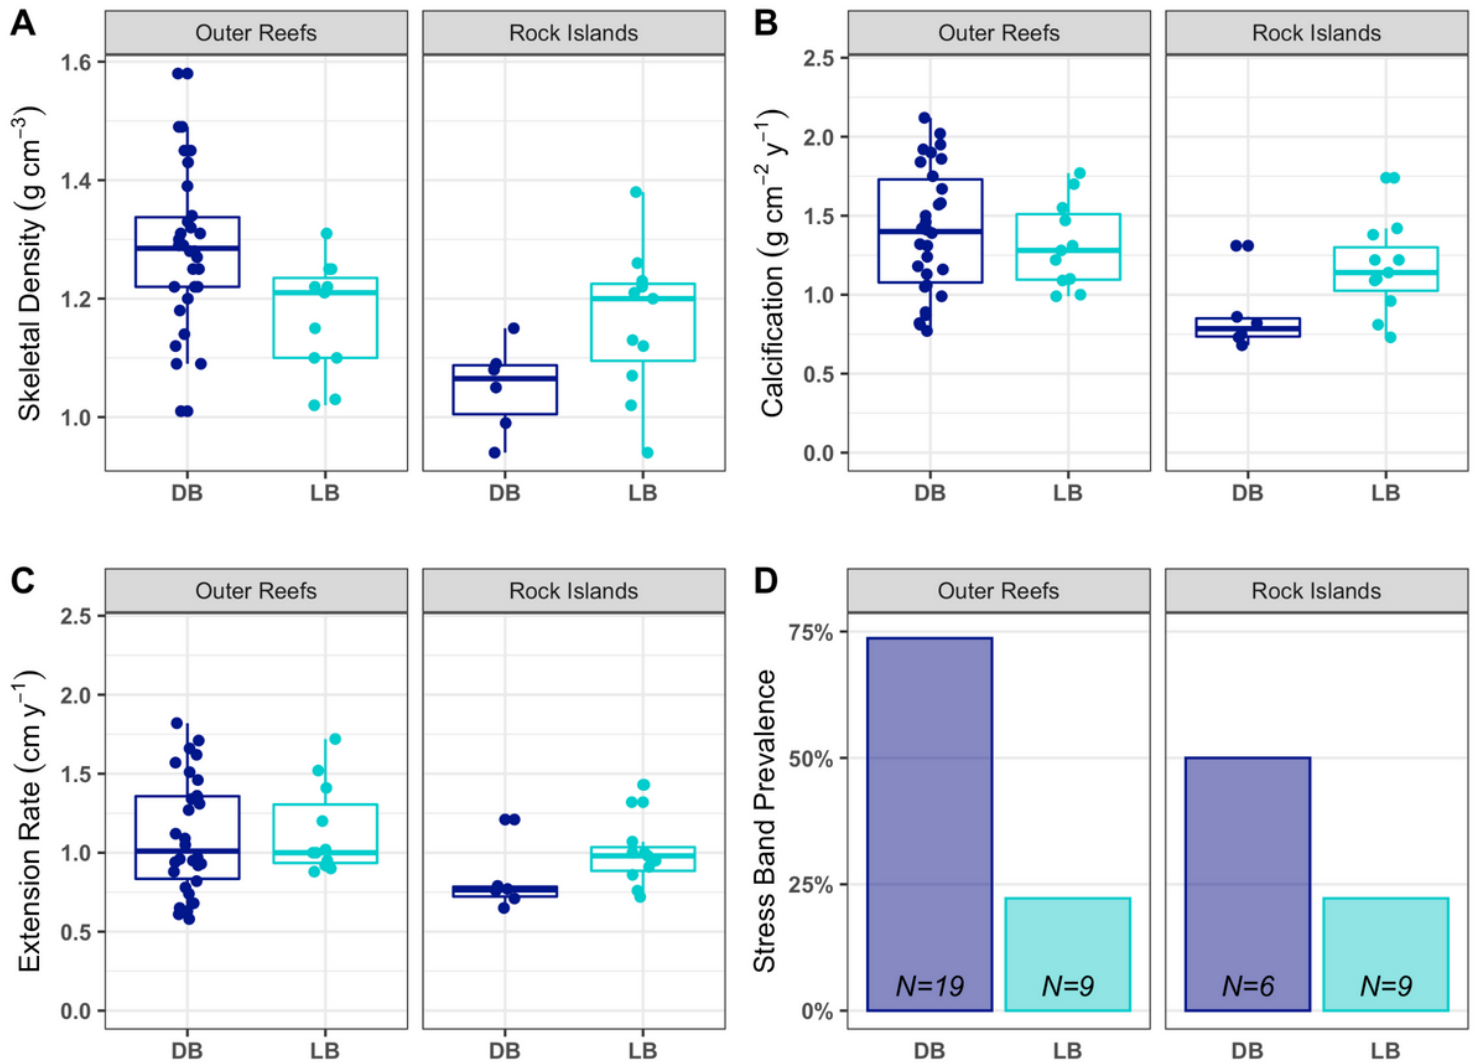 A
Outer Reefs
Rock Islands
Skeletal Density (g cm⁻³)
1.6
1.4
1.2
1.0
DB
LB
DB
LB
B
Outer Reefs
Rock Islands
Calcification (g cm⁻² y⁻¹)
2.5
2.0
1.5
1.0
0.5
0.0
DB
LB
DB
LB
C
Outer Reefs
Rock Islands
Extension Rate (cm y⁻¹)
2.5
2.0
1.5
1.0
0.5
0.0
DB
LB
DB
LB
D
Outer Reefs
Rock Islands
Stress Band Prevalence
75%
50%
25%
0%
N=19
N=9
N=6
N=9
DB
LB
DB
LB